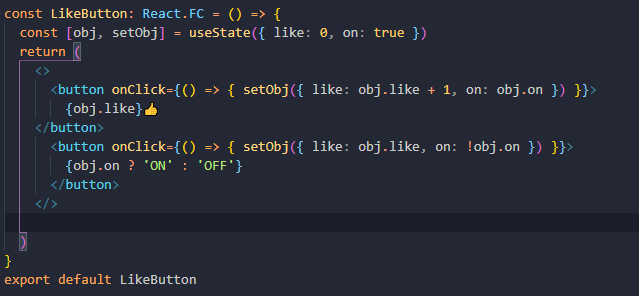 const LikeButton: React.FC = () => {
  const [obj, setObj] = useState({ like: 0, on: true })
  return (
    <>
      <button onClick={() => { setObj({ like: obj.like + 1, on: obj.on }) }}>
        {obj.like}👍
    </button>
      <button onClick={() => { setObj({ like: obj.like, on: !obj.on }) }}>
        {obj.on ? 'ON' : 'OFF'}
      </button>
    </>
  )
}
export default LikeButton